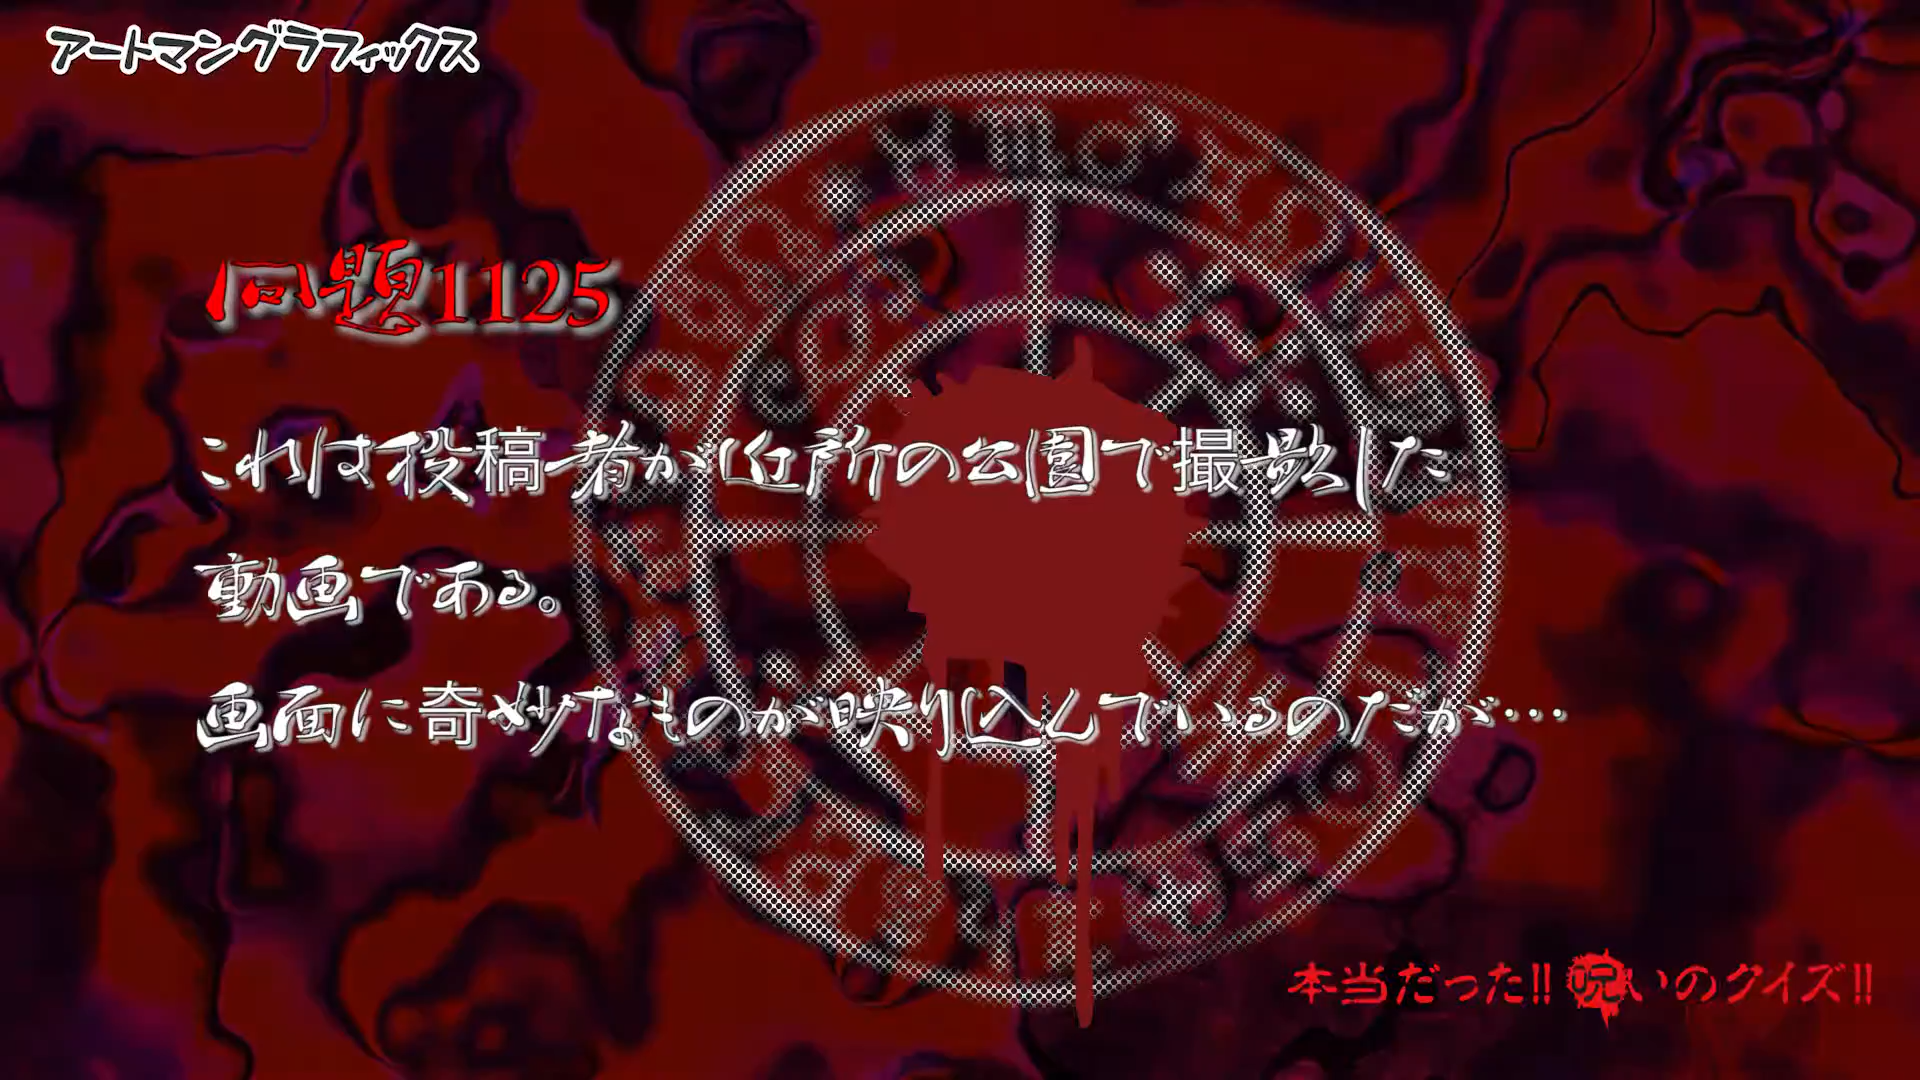 アートマングラフィックス
問題1125
これは投稿者が近所の公園で撮影した
動画である。
画面に奇妙なものが映り込んでいるのだが…
本当だった!! 呪いのクイズ!!